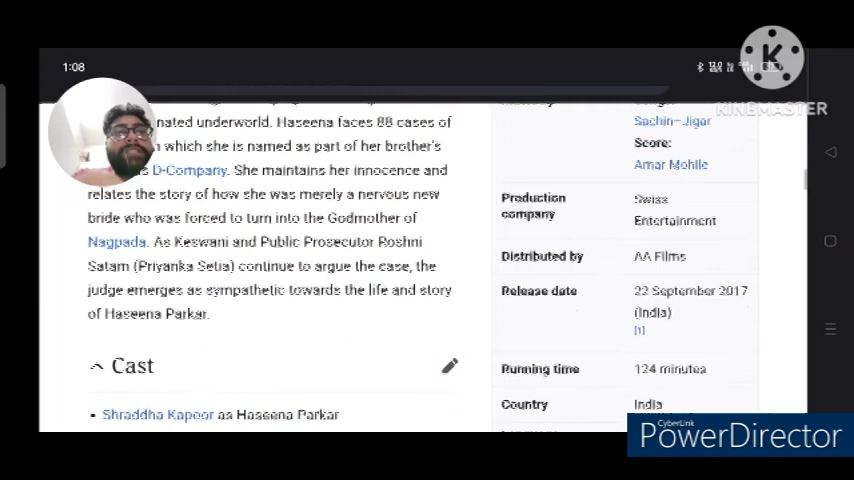 1:08
KINEMASTER
nated underworld. Haseena faces 88 cases of
n which she is named as part of her brother's
s D-Company. She maintains her innocence and
relates the story of how she was merely a nervous new
bride who was forced to turn into the Godmother of
Nagpada. As Keswani and Public Prosecutor Roshni
Satam (Priyanka Setia) continue to argue the case, the
judge emerges as sympathetic towards the life and story
of Haseena Parkar.
Cast
Shraddha Kapoor as Haseena Parkar
Sachin–Jigar
Score:
Amar Mohile
Production
company
Swiss
Entertainment
Distributed by
AA Films
Release date
22 September 2017
(India)
[1]
Running time
124 minutes
Country
India
CyberLink
PowerDirector